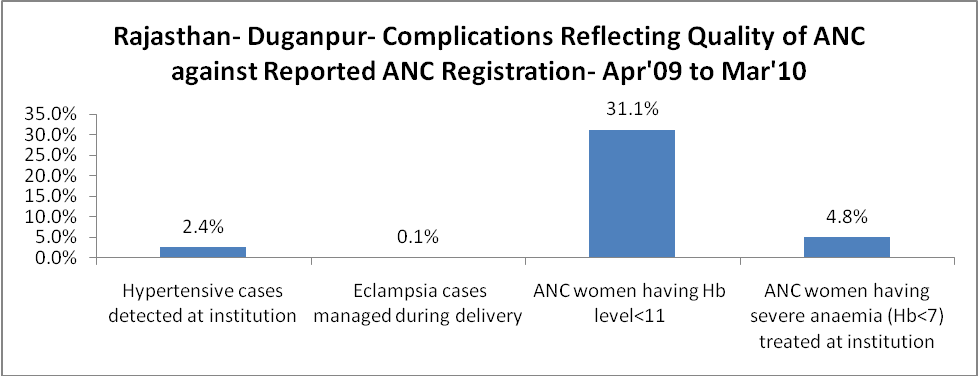 Rajasthan- Duganpur- Complications Reflecting Quality of ANC
against Reported ANC Registration- Apr'09 to Mar'10
35.0%
30.0%
25.0%
20.0%
15.0%
10.0%
5.0%
0.0%
2.4%
0.1%
31.1%
4.8%
Hypertensive cases
detected at institution
Eclampsia cases
managed during delivery
ANC women having Hb
level<11
ANC women having
severe anaemia (Hb<7)
treated at institution